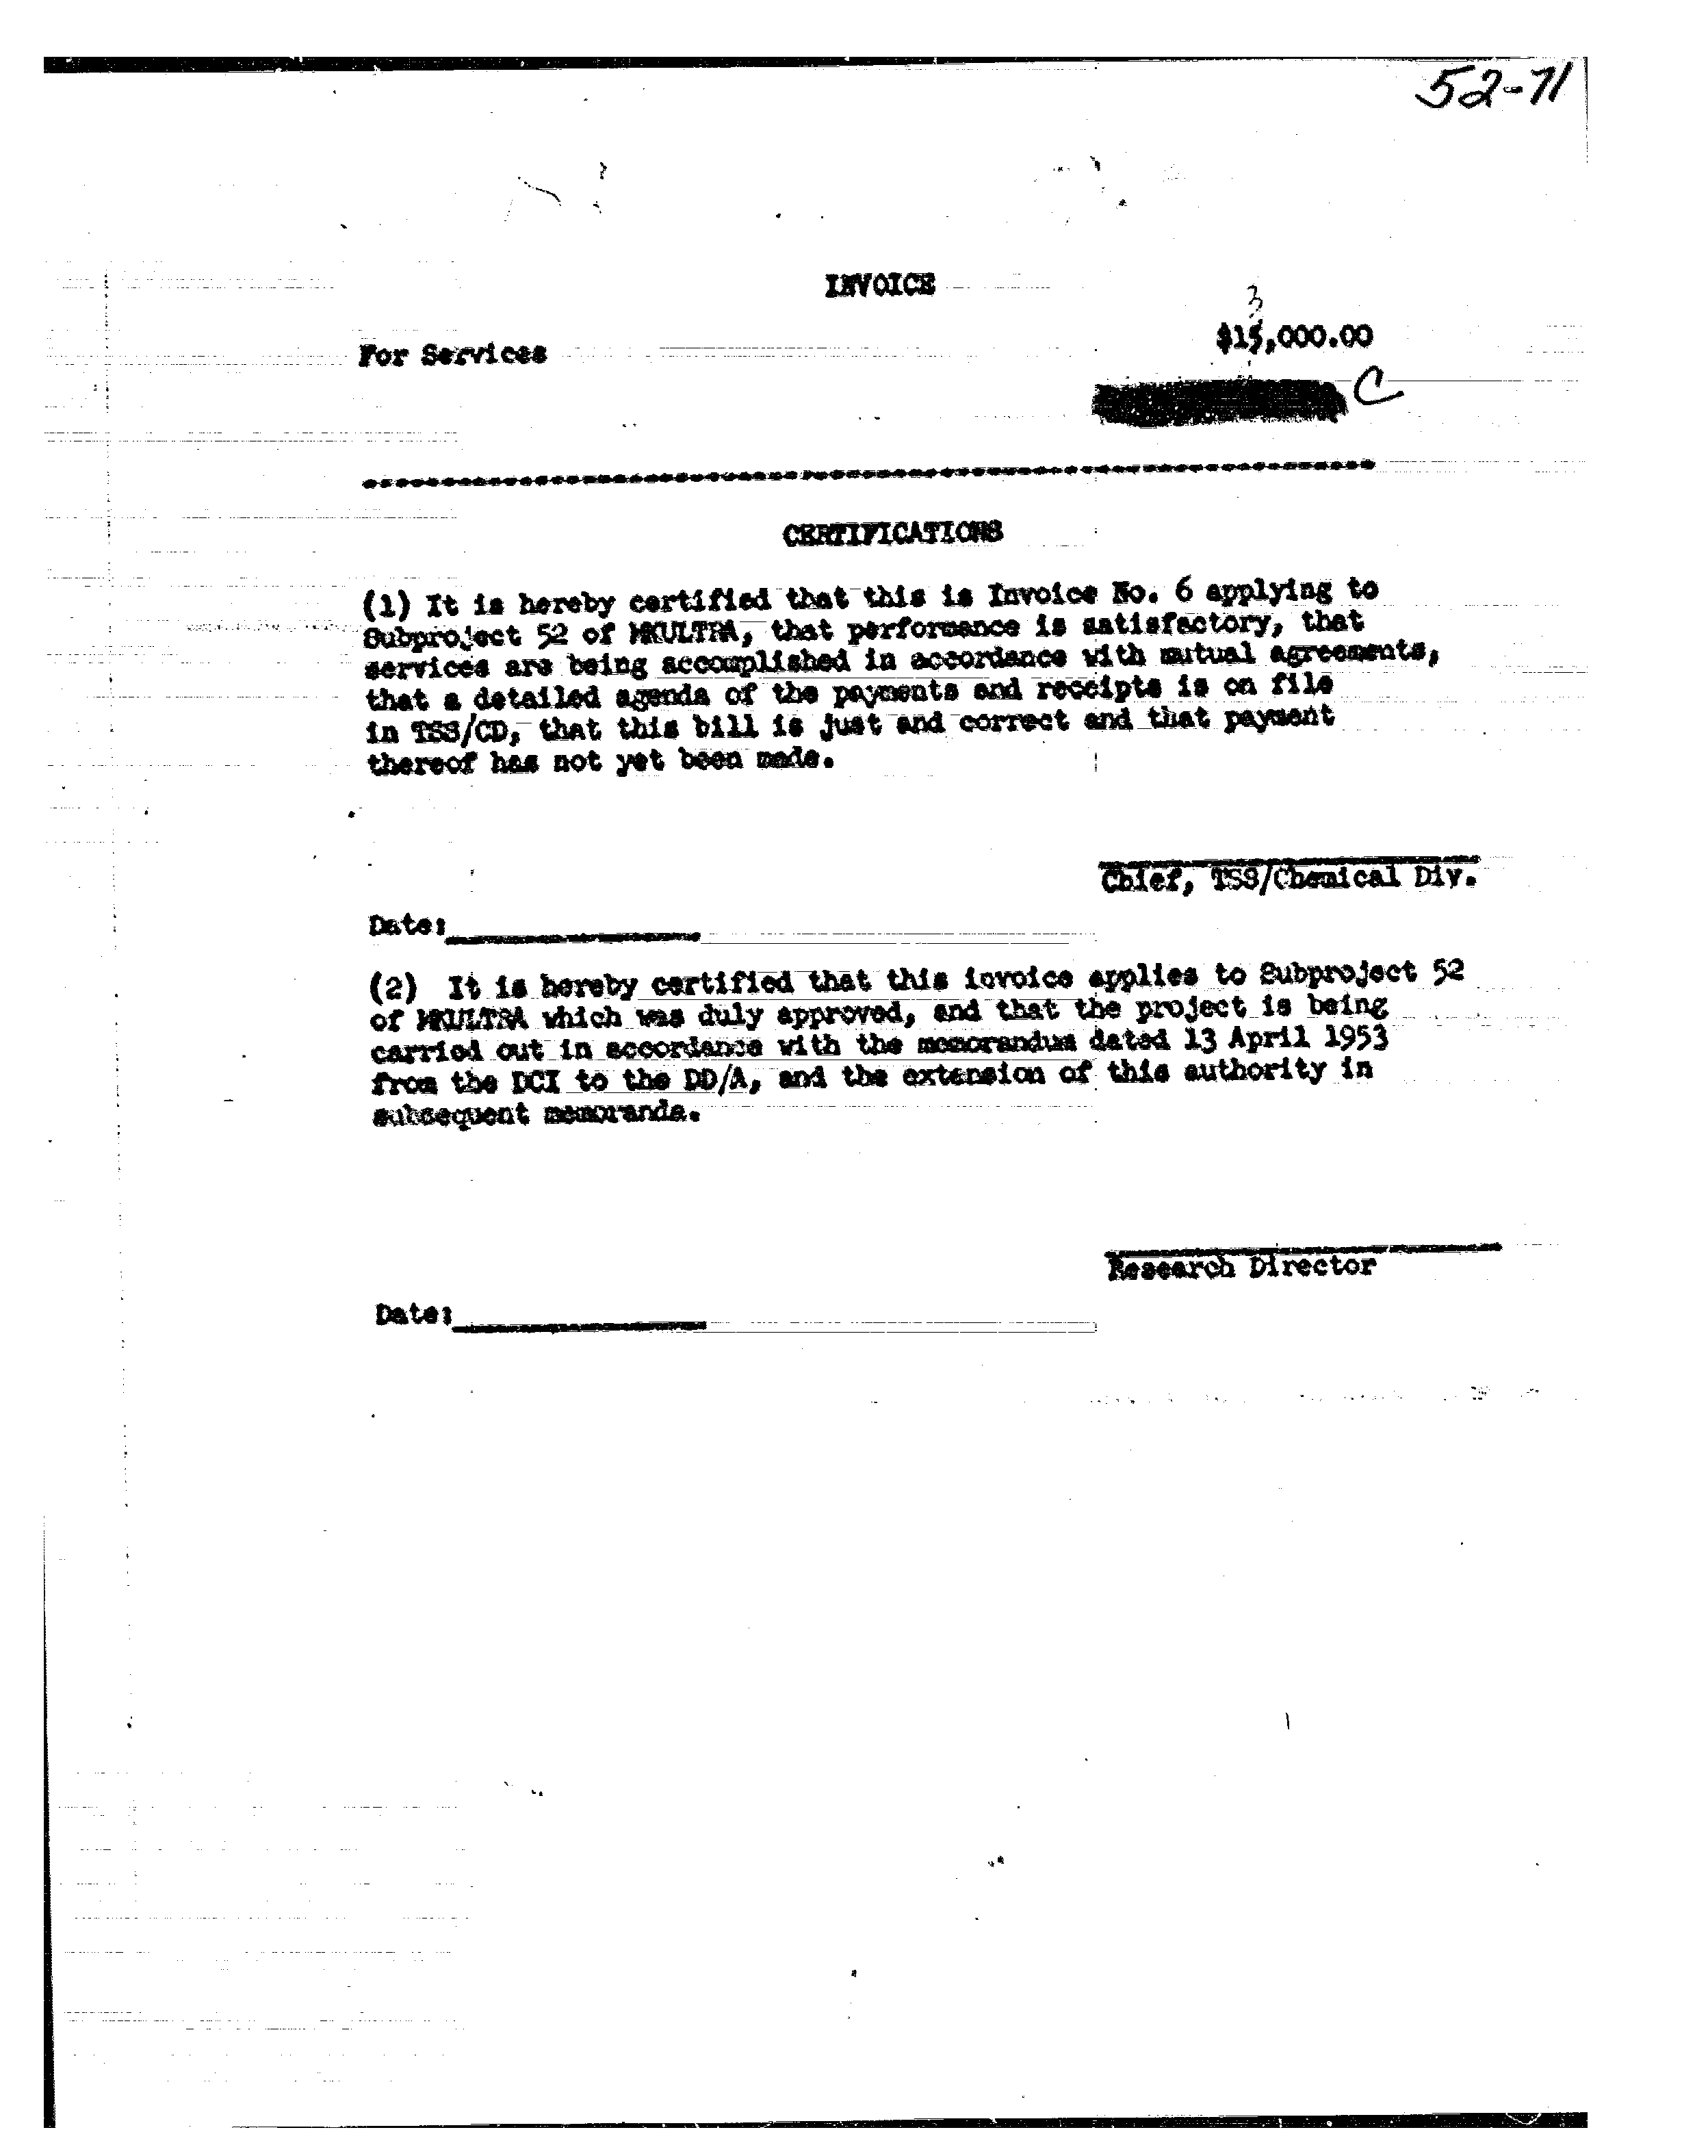 52-71
INVOICE
3
For Services $15,000.00
C
CERTIFICATIONS
(1) It is hereby certified that this is Invoice No. 6 applying to
Subproject 52 of MKULTRA, that performance is satisfactory, that
services are being accomplished in accordance with mutual agreements,
that a detailed agenda of the payments and receipts is on file
in TSS/CD, that this bill is just and correct and that payment
thereof has not yet been made.
Chief, TSS/Chemical Div.
Date:
(2) It is hereby certified that this invoice applies to Subproject 52
of MKULTRA which was duly approved, and that the project is being
carried out in accordance with the memorandum dated 13 April 1953
from the DCI to the DD/A, and the extension of this authority in
subsequent memoranda.
Research Director
Date: